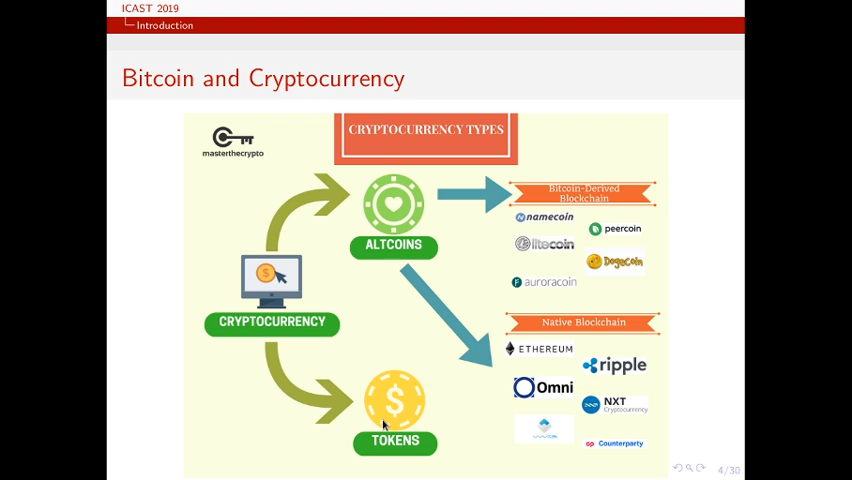 ICAST 2019
Introduction
Bitcoin and Cryptocurrency
masterthecrypto
CRYPTOCURRENCY TYPES
Bitcoin-Derived
Blockchain
namecoin
peercoin
litecoin
Dogecoin
auroracoin
ALTCOINS
CRYPTOCURRENCY
Native Blockchain
ETHEREUM
ripple
Omni
NXT
Cryptocurrency
Counterparty
TOKENS
4/30